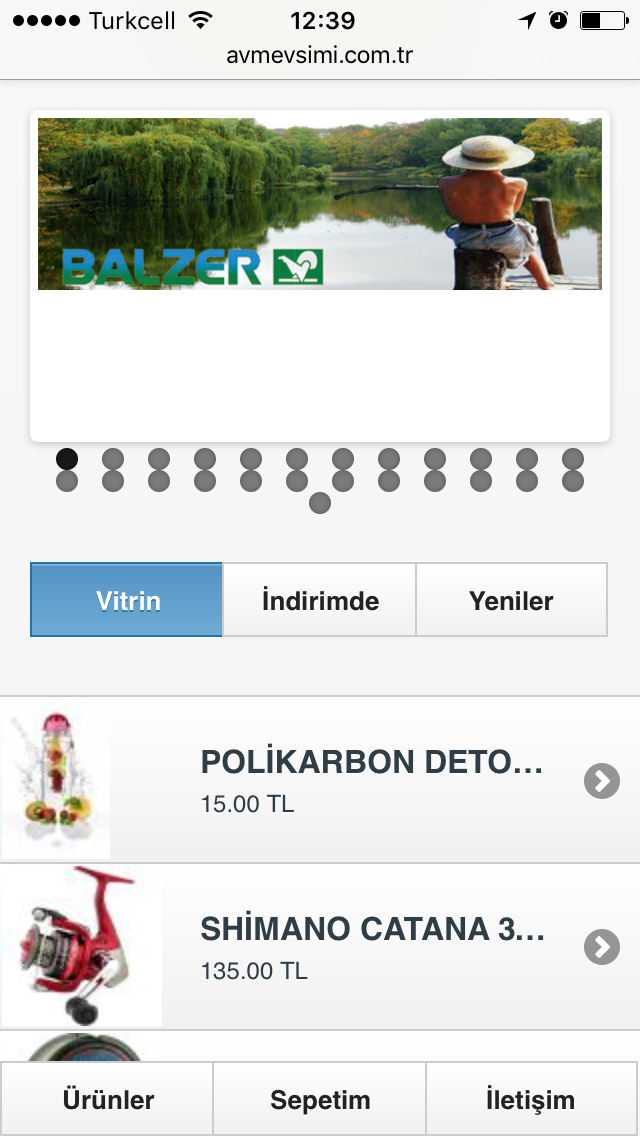 Turkcell 12:39
avmevsimi.com.tr
BALZER
Vitrin İndirimde Yeniler
POLİKARBON DETO...
15.00 TL
SHİMANO CATANA 3...
135.00 TL
Ürünler Sepetim İletişim